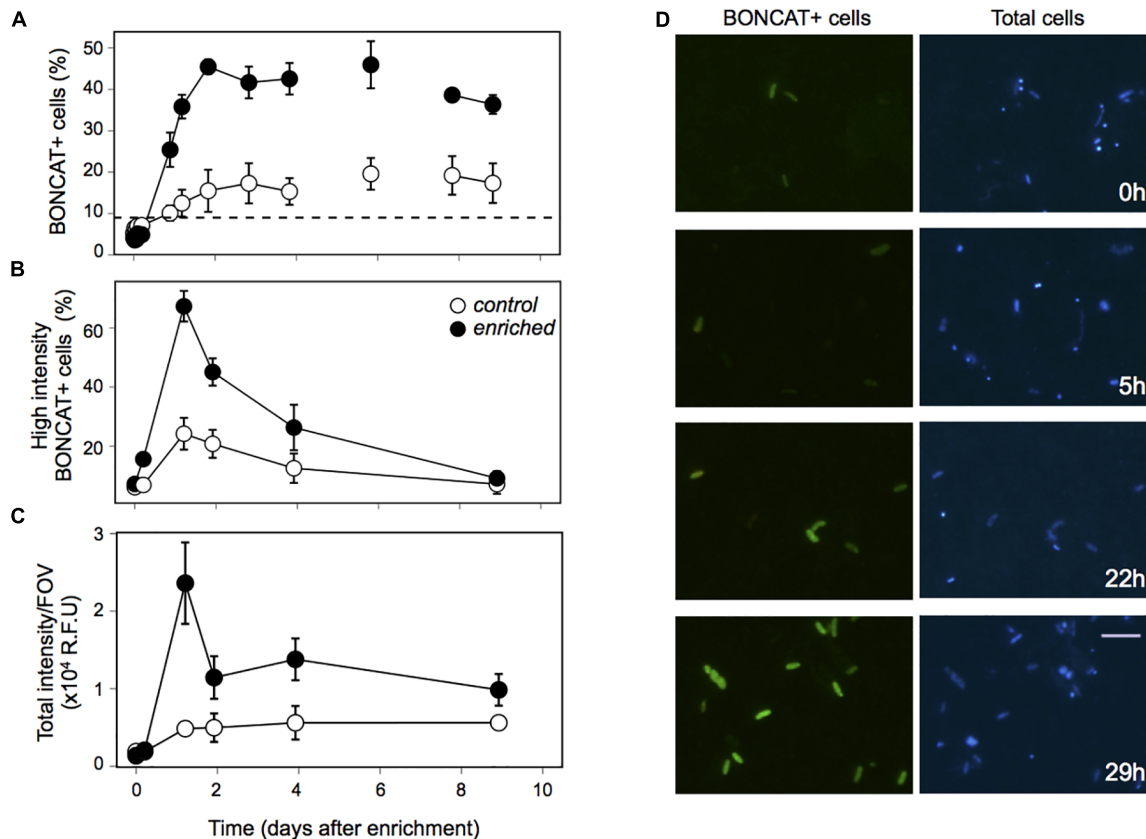 A
BONCAT+ cells (%)
50
40
30
20
10
0
B
High intensity
BONCAT+ cells (%)
60
40
20
control
enriched
C
Total intensity/FOV
(x10⁴ R.F.U)
3
2
1
0
0 2 4 6 8 10
Time (days after enrichment)
D
BONCAT+ cells Total cells
0h
5h
22h
29h